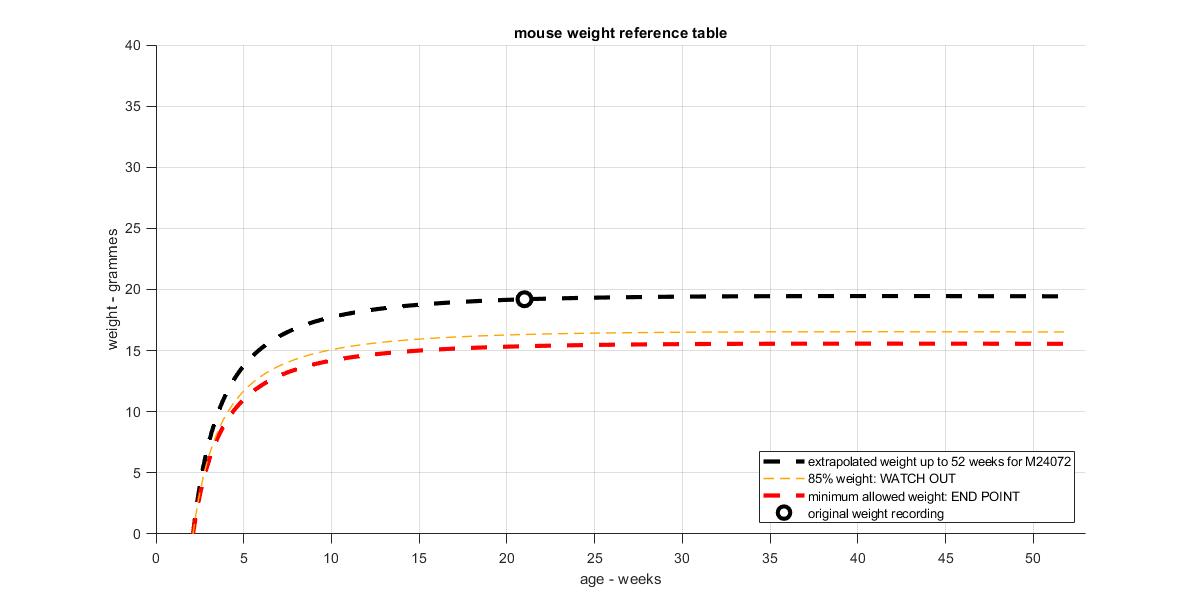 mouse weight reference table
40
35
30
25
20
15
10
5
0
weight - grammes
0 5 10 15 20 25 30 35 40 45 50
age - weeks
extrapolated weight up to 52 weeks for M24072
85% weight: WATCH OUT
minimum allowed weight: END POINT
original weight recording